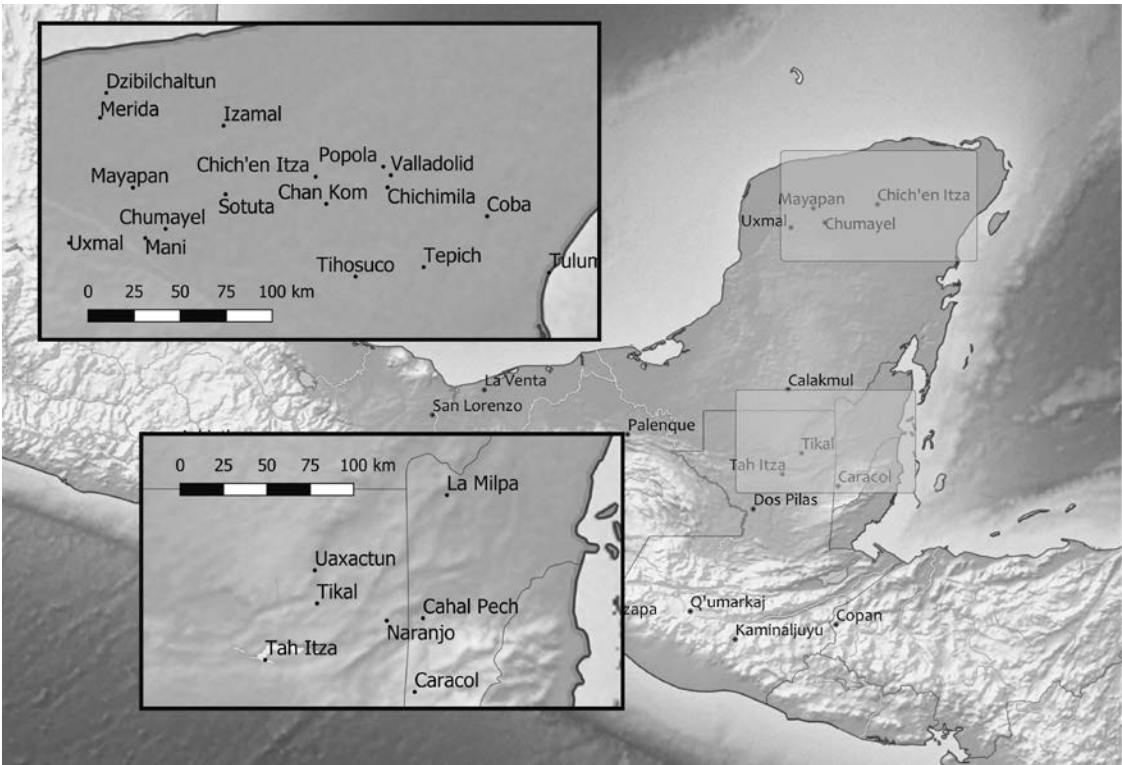 Dzibilchaltun
Merida
Izamal
Popola
Chich'en Itza
Valladolid
Mayapan
Chan Kom
Chichimila
Sotuta
Coba
Chumayel
Uxmal
Mani
Tepich
Tihosuco
Tulum
0 25 50 75 100 km
Mayapan
Chich'en Itza
Uxmal
Chumayel
La Venta
San Lorenzo
Calakmul
Palenque
Tikal
Tah Itza
Caracol
Dos Pilas
0 25 50 75 100 km
La Milpa
Uaxactun
Tikal
Cahal Pech
Naranjo
Tah Itza
Caracol
zapa
Q'umarkaj
Kaminaljuyu
Copan